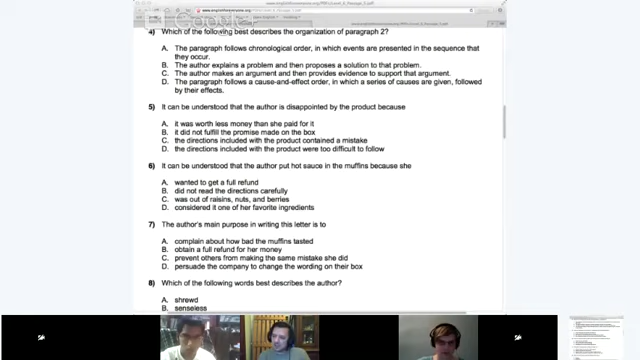 4) Which of the following best describes the organization of paragraph 2?
A. The paragraph follows chronological order, in which events are presented in the sequence that
they occur.
B. The author explains a problem and then proposes a solution to that problem.
C. The author makes an argument and then provides evidence to support that argument.
D. The paragraph follows a cause-and-effect order, in which a series of causes are given, followed
by their effects.
5) It can be understood that the author is disappointed by the product because
A. it was worth less money than she paid for it
B. it did not fulfill the promise made on the box
C. the directions included with the product contained a mistake
D. the directions included with the product were too difficult to follow
6) It can be understood that the author put hot sauce in the muffins because she
A. wanted to get a full refund
B. did not read the directions carefully
C. was out of raisins, nuts, and berries
D. considered it one of her favorite ingredients
7) The author's main purpose in writing this letter is to
A. complain about how bad the muffins tasted
B. obtain a full refund for her money
C. prevent others from making the same mistake she did
D. persuade the company to change the wording on their box
8) Which of the following words best describes the author?
A. shrewd
B. senseless